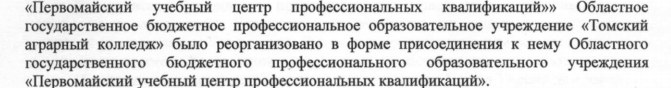 «Первомайский учебный центр профессиональных квалификаций»» Областное
государственное бюджетное профессиональное образовательное учреждение «Томский
аграрный колледж» было реорганизовано в форме присоединения к нему Областного
государственного бюджетного профессионального образовательного учреждения
«Первомайский учебный центр профессиональных квалификаций».